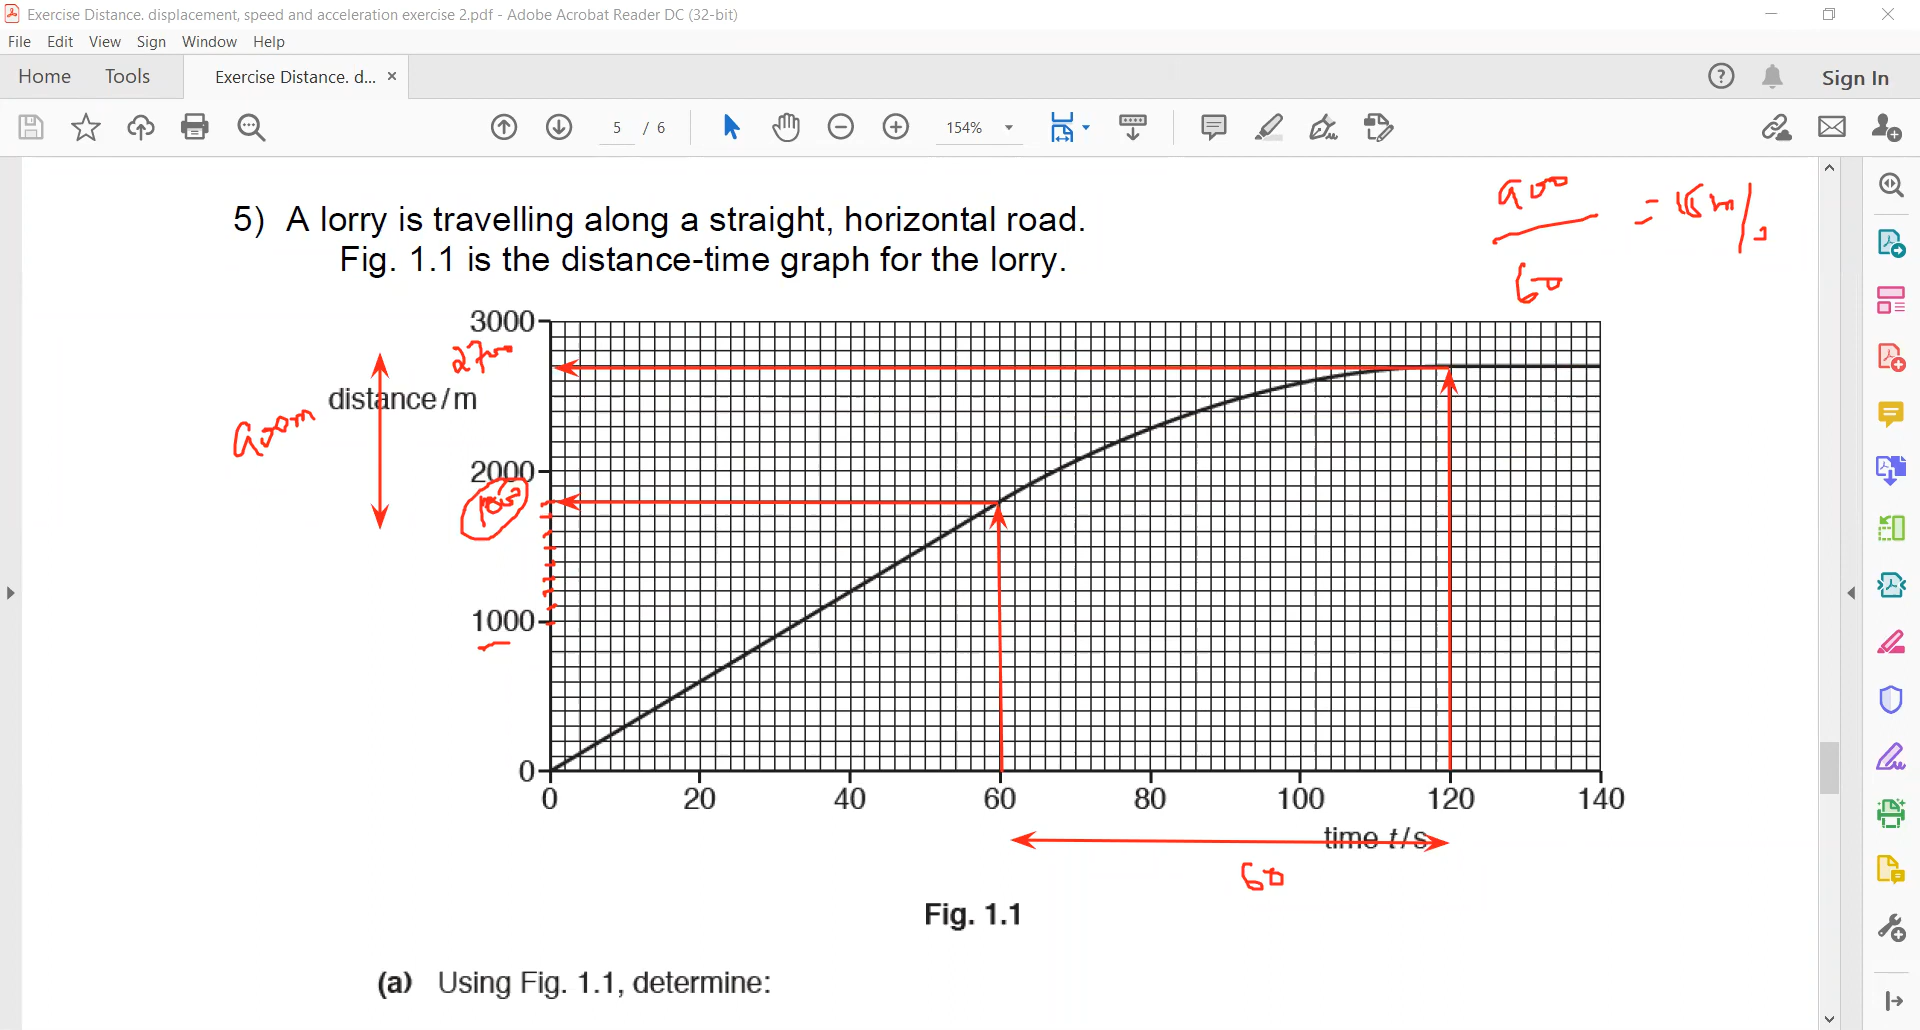 Exercise Distance. displacement, speed and acceleration exercise 2.pdf - Adobe Acrobat Reader DC (32-bit)
File Edit View Sign Window Help
Home Tools Exercise Distance. d... ×
Sign In
5 / 6 154%
900
60 = 15 m/s
5) A lorry is travelling along a straight, horizontal road.
Fig. 1.1 is the distance-time graph for the lorry.
3000
2700
distance/m
900m
2000
1800
1000
0
0 20 40 60 80 100 120 140
time t/s
60
Fig. 1.1
(a) Using Fig. 1.1, determine: